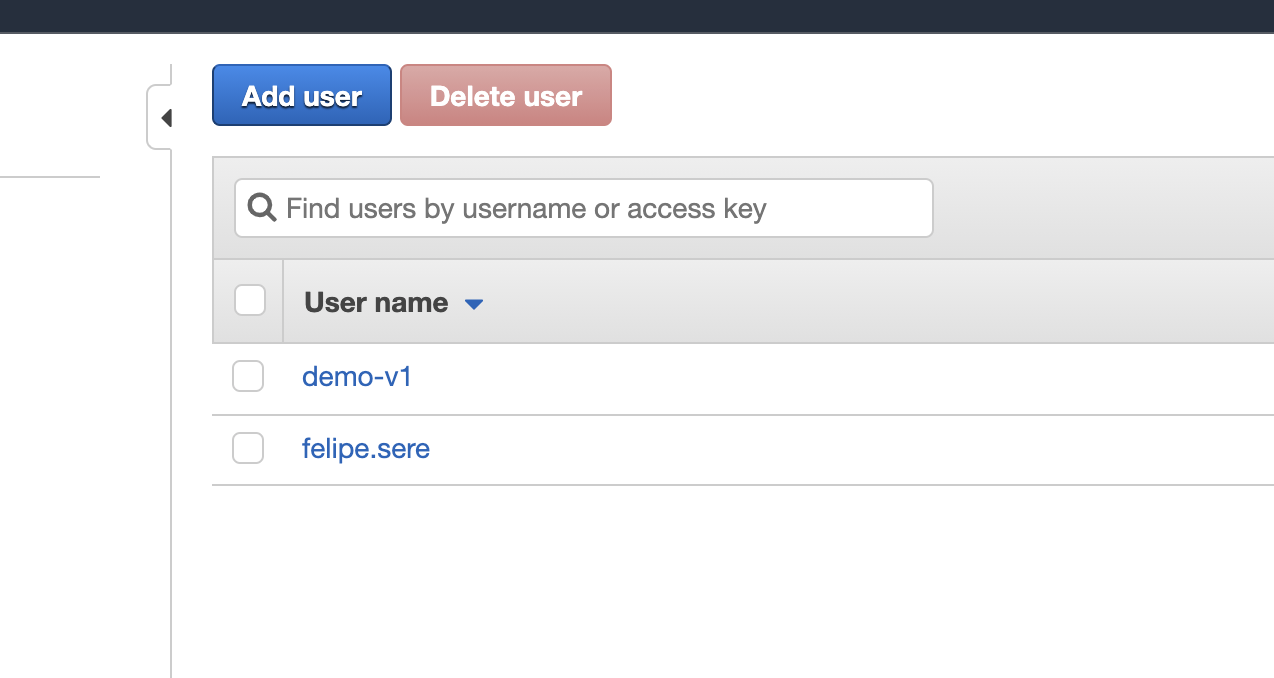 Add user Delete user
Find users by username or access key
User name
demo-v1
felipe.sere